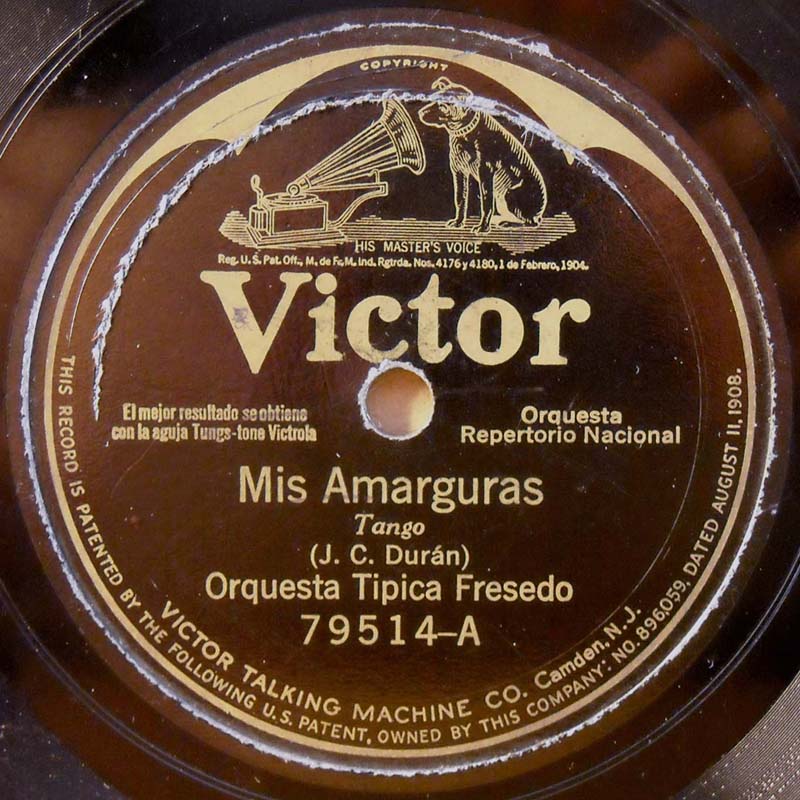 COPYRIGHT
HIS MASTER'S VOICE
Reg. U.S. Pat. Off., M. de F. M. Ind. Rgtrda. Nos. 4176 y 4180, 1 de Febrero, 1904.
Victor
El mejor resultado se obtiene
con la aguja Tungs-tone Victrola
Orquesta
Repertorio Nacional
Mis Amarguras
Tango
(J. C. Durán)
Orquesta Tipica Fresedo
79514-A
VICTOR TALKING MACHINE CO. Camden, N. J.
THIS RECORD IS PATENTED BY THE FOLLOWING U.S. PATENT, OWNED BY THIS COMPANY: NO. 896,059, DATED AUGUST 11, 1908.